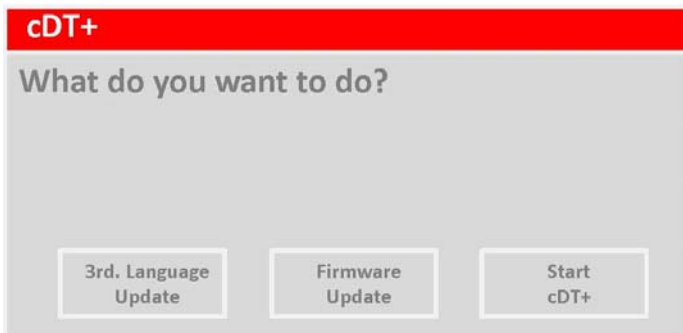 cDT+
What do you want to do?
3rd. Language
Update
Firmware
Update
Start
cDT+